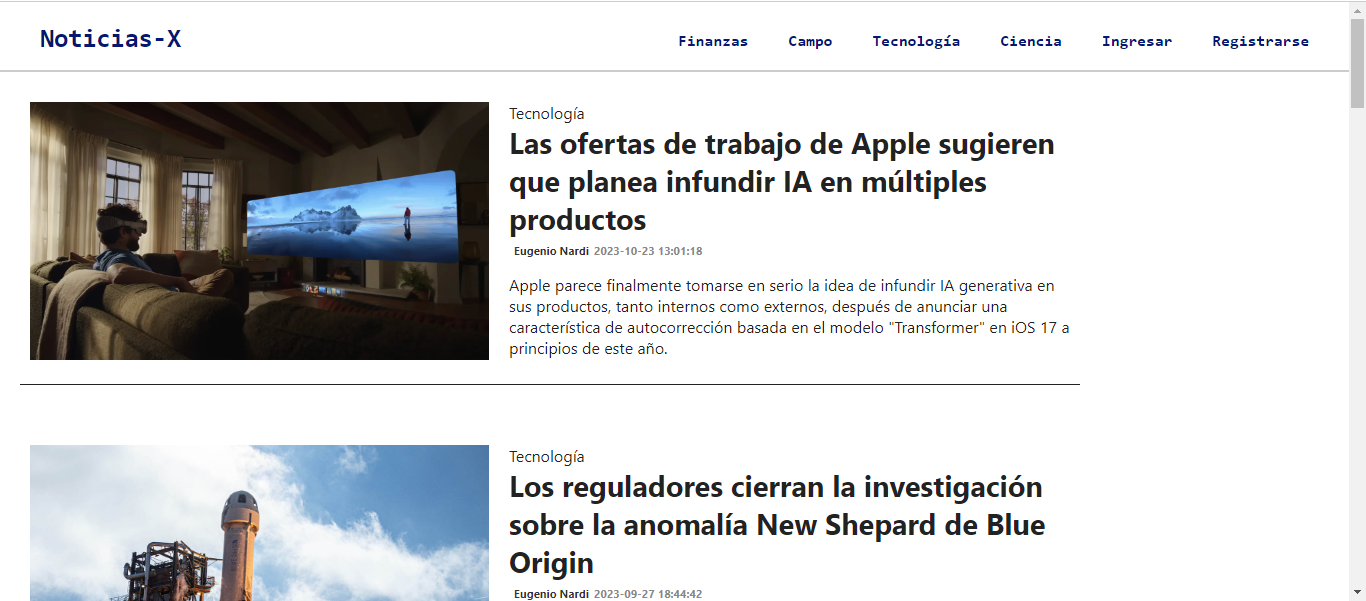 Noticias-X
Finanzas Campo Tecnología Ciencia Ingresar Registrarse
Tecnología
Las ofertas de trabajo de Apple sugieren
que planea infundir IA en múltiples
productos
Eugenio Nardi 2023-10-23 13:01:18
Apple parece finalmente tomarse en serio la idea de infundir IA generativa en
sus productos, tanto internos como externos, después de anunciar una
característica de autocorrección basada en el modelo "Transformer" en iOS 17 a
principios de este año.
Tecnología
Los reguladores cierran la investigación
sobre la anomalía New Shepard de Blue
Origin
Eugenio Nardi 2023-09-27 18:44:42